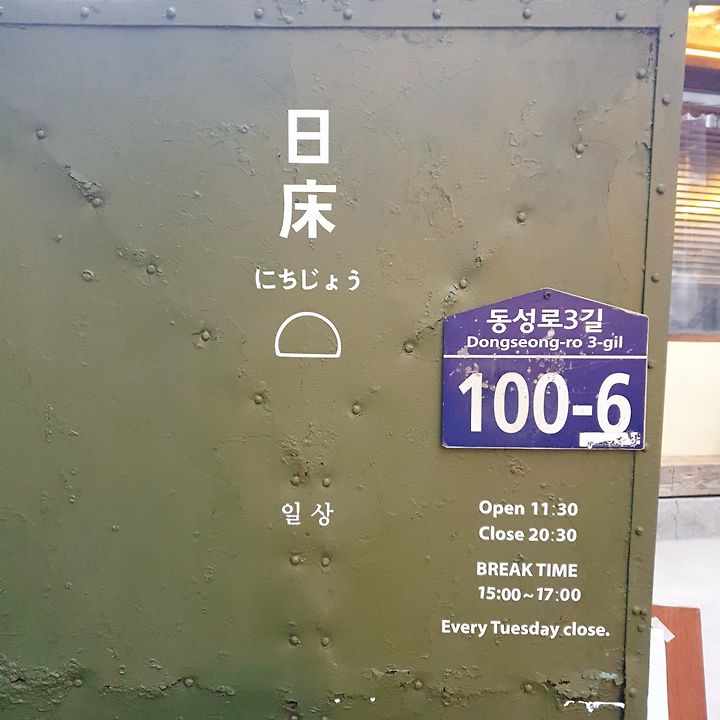 日
床
にちじょう
일상
동성로3길
Dongseong-ro 3-gil
100-6
Open 11:30
Close 20:30
BREAK TIME
15:00~17:00
Every Tuesday close.